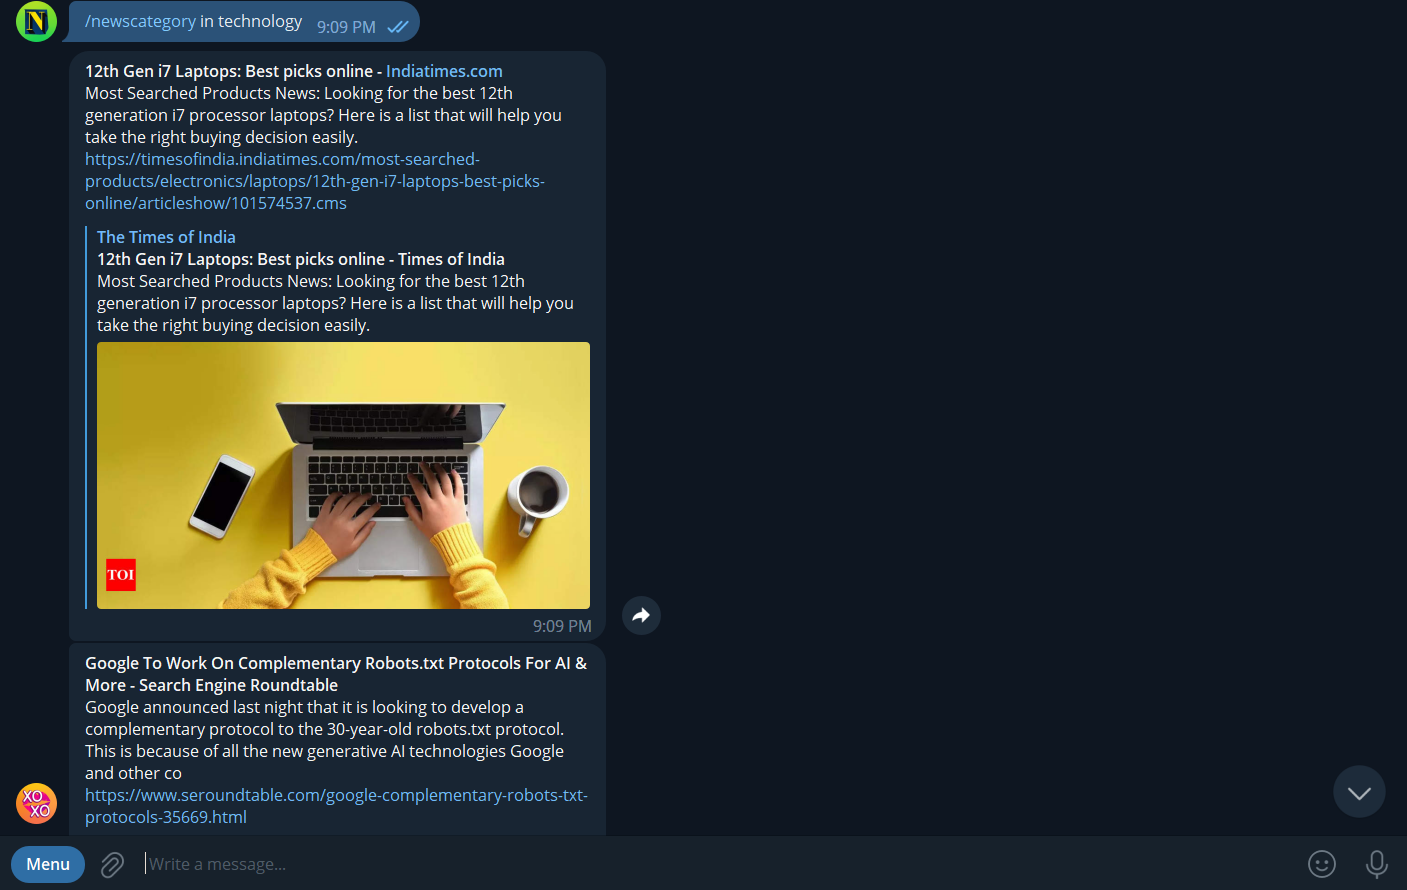 N
/newscategory in technology 9:09 PM
12th Gen i7 Laptops: Best picks online - Indiatimes.com
Most Searched Products News: Looking for the best 12th
generation i7 processor laptops? Here is a list that will help you
take the right buying decision easily.
https://timesofindia.indiatimes.com/most-searched-
products/electronics/laptops/12th-gen-i7-laptops-best-picks-
online/articleshow/101574537.cms
The Times of India
12th Gen i7 Laptops: Best picks online - Times of India
Most Searched Products News: Looking for the best 12th
generation i7 processor laptops? Here is a list that will help you
take the right buying decision easily.
TOI
9:09 PM
Google To Work On Complementary Robots.txt Protocols For AI &
More - Search Engine Roundtable
Google announced last night that it is looking to develop a
complementary protocol to the 30-year-old robots.txt protocol.
This is because of all the new generative AI technologies Google
and other co
https://www.seroundtable.com/google-complementary-robots-txt-
protocols-35669.html
XO
XO
Menu
Write a message...